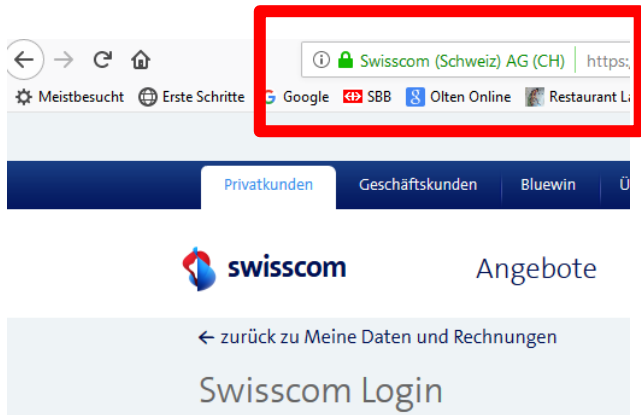 Swisscom (Schweiz) AG (CH) https:
Meistbesucht Erste Schritte Google SBB Olten Online Restaurant
Privatkunden Geschäftskunden Bluewin
swisscom Angebote
← zurück zu Meine Daten und Rechnungen
Swisscom Login